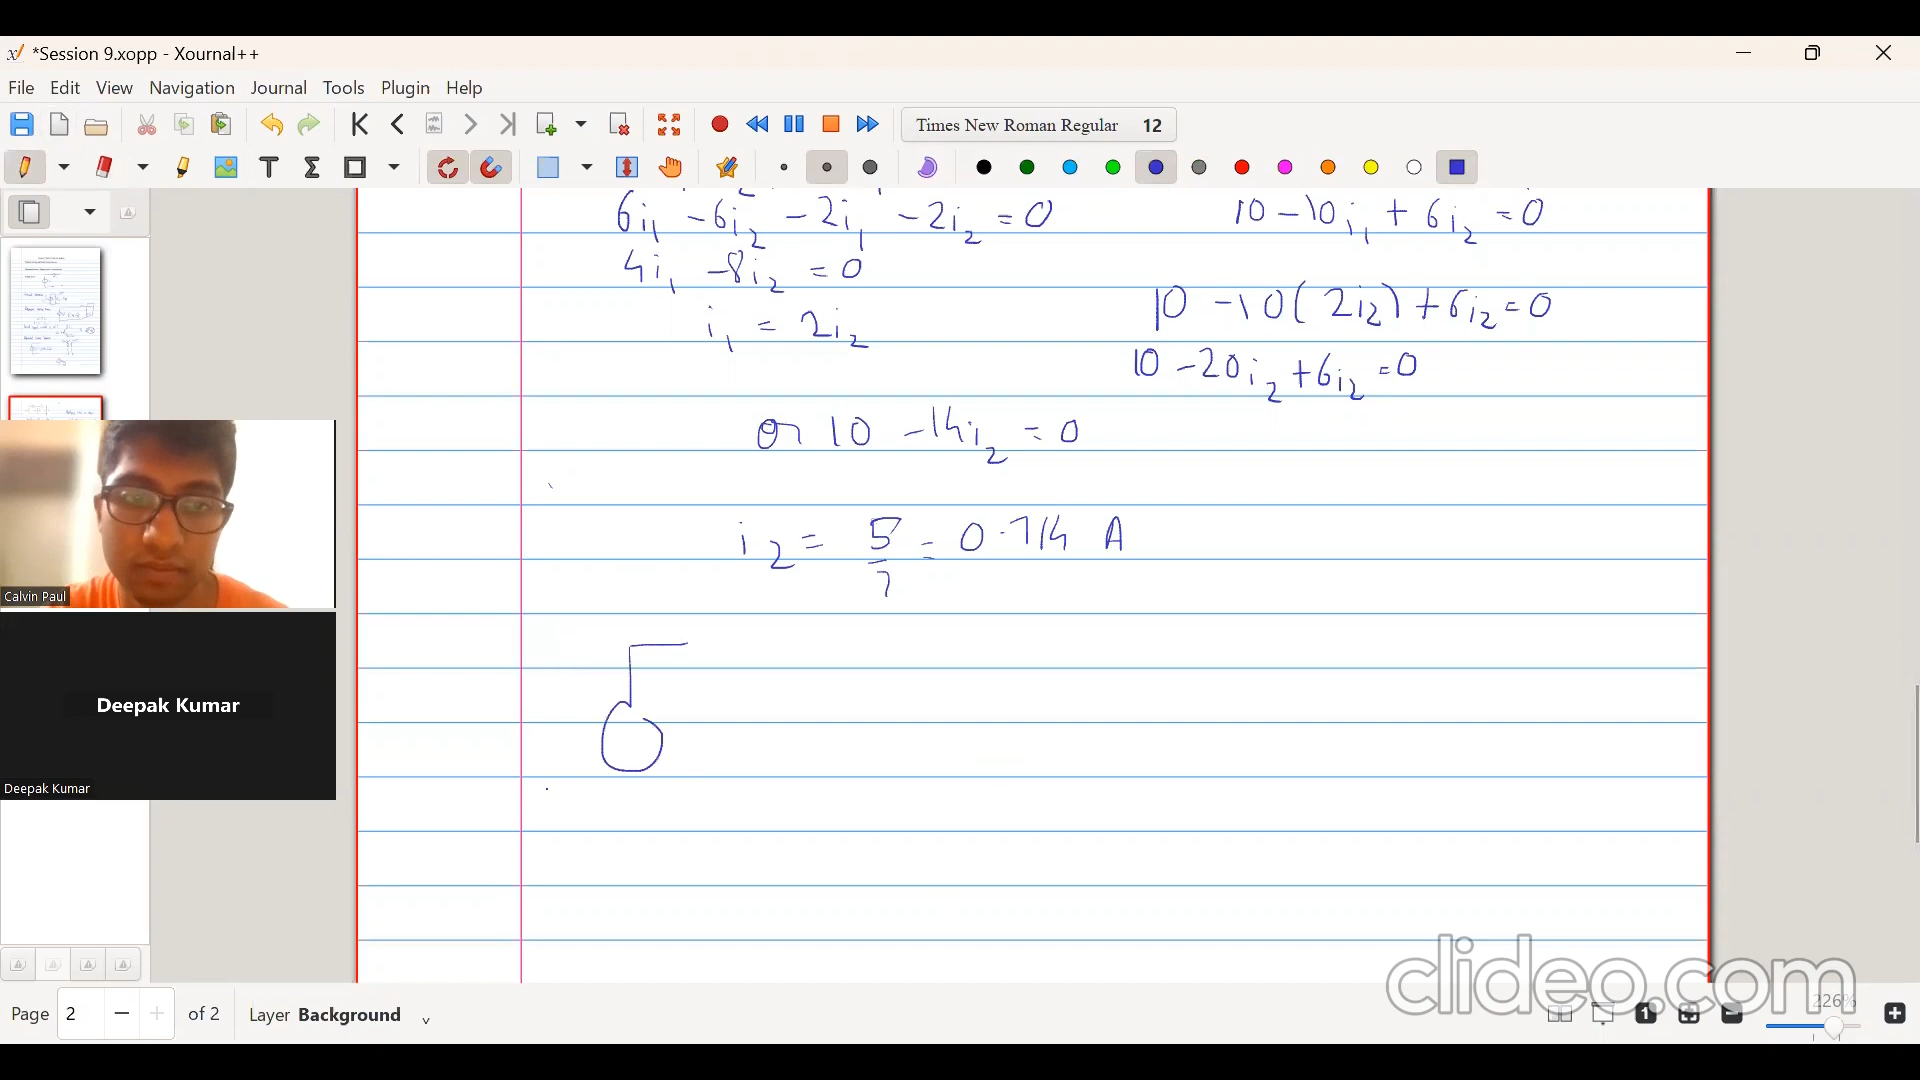 *Session 9.xopp - Xournal++
File Edit View Navigation Journal Tools Plugin Help
Times New Roman Regular 12
6i₁ - 6i₂ - 2i₁ - 2i₂ = 0
10 - 10i₁ + 6i₂ = 0
4i₁ - 8i₂ = 0
10 - 10(2i₂) + 6i₂ = 0
i₁ = 2i₂
10 - 20i₂ + 6i₂ = 0
or 10 - 14i₂ = 0
i₂ = 5/7 = 0.714 A
Calvin Paul
Deepak Kumar
Deepak Kumar
clideo.com
Page 2 of 2 Layer Background
226%
1